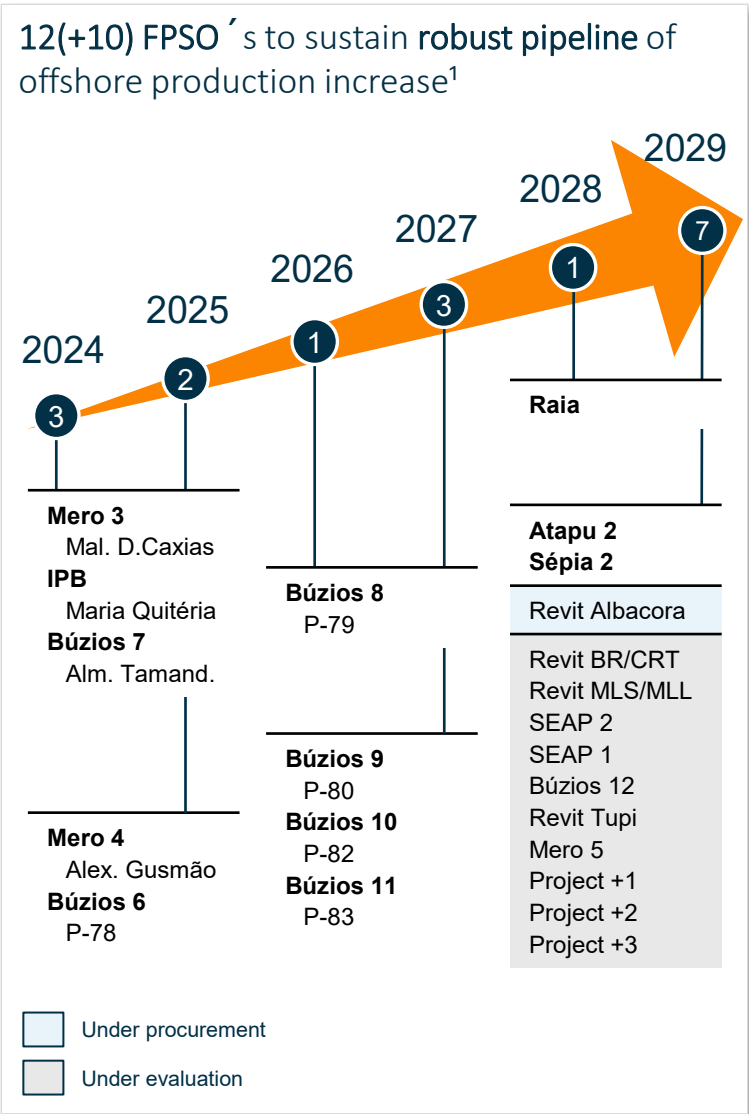 12(+10) FPSO ´s to sustain robust pipeline of
offshore production increase¹
2024
2025
2026
2027
2028
2029
3
2
1
3
1
7
Mero 3
Mal. D.Caxias
IPB
Maria Quitéria
Búzios 7
Alm. Tamand.
Mero 4
Alex. Gusmão
Búzios 6
P-78
Búzios 8
P-79
Búzios 9
P-80
Búzios 10
P-82
Búzios 11
P-83
Raia
Atapu 2
Sépia 2
Revit Albacora
Revit BR/CRT
Revit MLS/MLL
SEAP 2
SEAP 1
Búzios 12
Revit Tupi
Mero 5
Project +1
Project +2
Project +3
Under procurement
Under evaluation